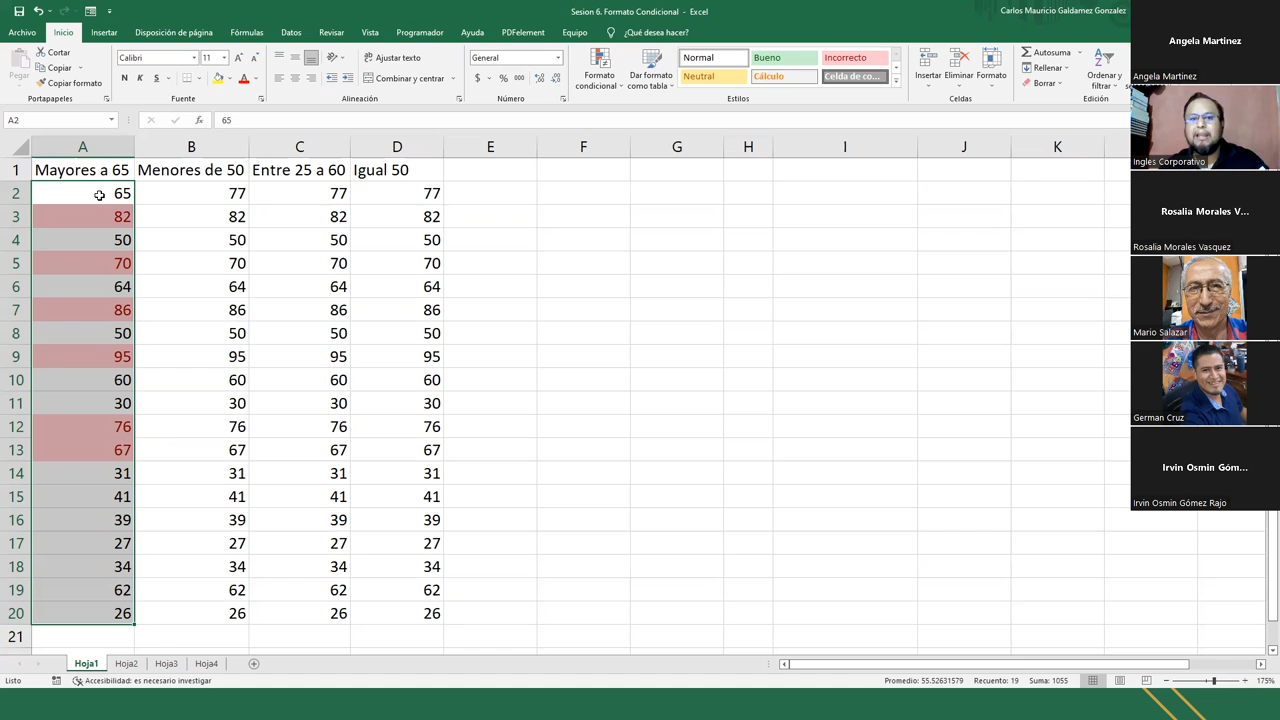 Sesion 6. Formato Condicional - Excel
Carlos Mauricio Galdamez Gonzalez
Archivo Inicio Insertar Disposición de página Fórmulas Datos Revisar Vista Programador Ayuda PDFelement Equipo ¿Qué desea hacer?
Pegar
Cortar
Copiar
Copiar formato
Portapapeles
Calibri 11
N K S
Fuente
Ajustar texto
Combinar y centrar
Alineación
General
$ % 000
Número
Formato condicional
Dar formato como tabla
Normal Bueno Incorrecto
Neutral Cálculo Celda de co...
Estilos
Insertar Eliminar Formato
Celdas
Autosuma
Rellenar
Borrar
Ordenar y filtrar
Edición
A2 fx 65
A B C D E F G H I J K
1 Mayores a 65 Menores de 50 Entre 25 a 60 Igual 50
2 65 77 77 77
3 82 82 82 82
4 50 50 50 50
5 70 70 70 70
6 64 64 64 64
7 86 86 86 86
8 50 50 50 50
9 95 95 95 95
10 60 60 60 60
11 30 30 30 30
12 76 76 76 76
13 67 67 67 67
14 31 31 31 31
15 41 41 41 41
16 39 39 39 39
17 27 27 27 27
18 34 34 34 34
19 62 62 62 62
20 26 26 26 26
21
Hoja1 Hoja2 Hoja3 Hoja4
Listo Accesibilidad: es necesario investigar Promedio: 55.52631579 Recuento: 19 Suma: 1055 175%
Angela Martinez
Angela Martinez
Ingles Corporativo
Rosalia Morales V...
Rosalia Morales Vasquez
Mario Salazar
German Cruz
Irvin Osmin Góm...
Irvin Osmin Gómez Rajo